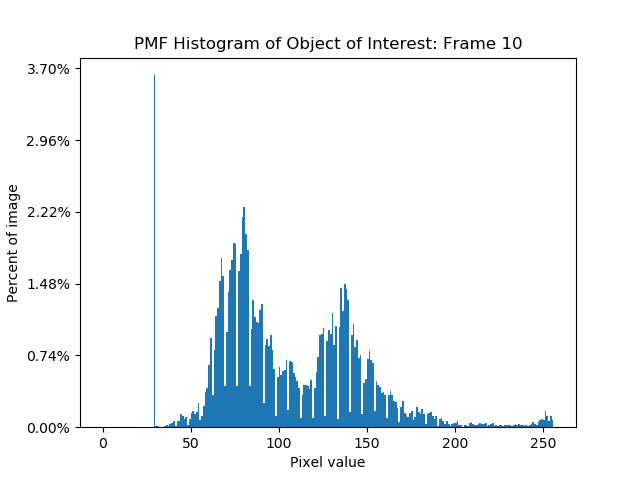 PMF Histogram of Object of Interest: Frame 10
3.70%
2.96%
2.22%
1.48%
0.74%
0.00%
Percent of image
0 50 100 150 200 250
Pixel value